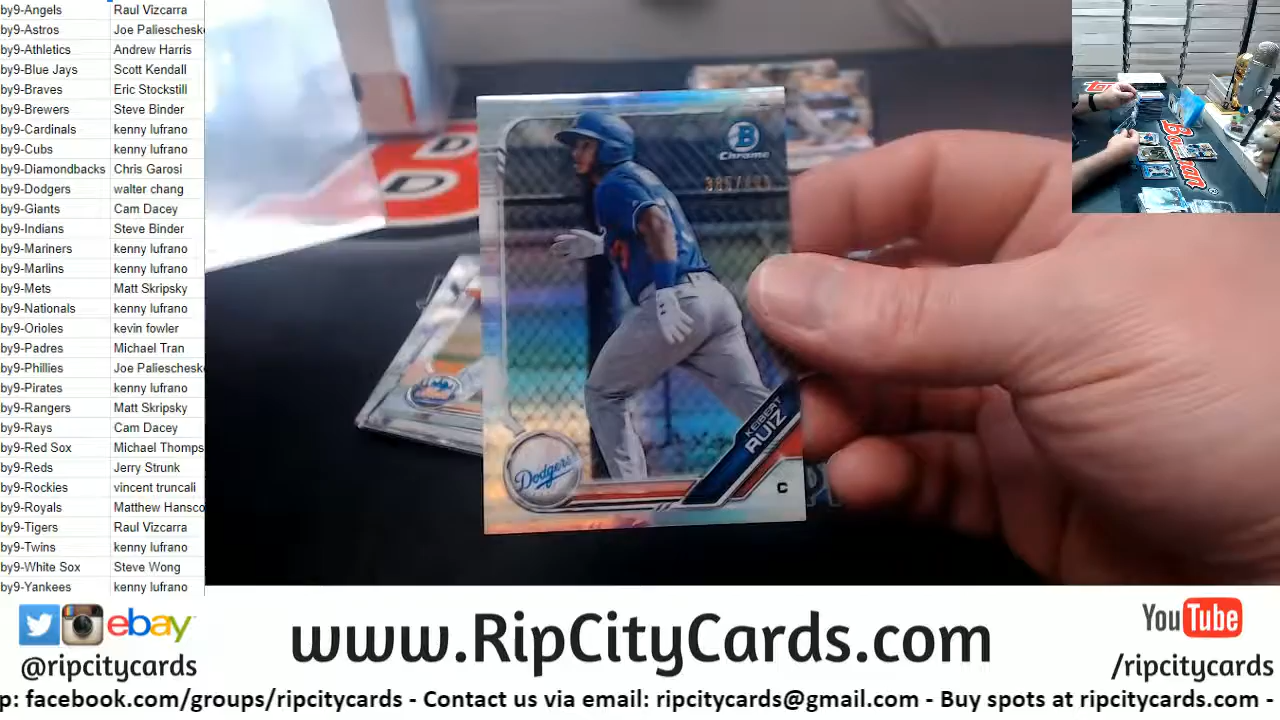 by9-Angels Raul Vizcarra
by9-Astros Joe Palieschesk
by9-Athletics Andrew Harris
by9-Blue Jays Scott Kendall
by9-Braves Eric Stockstill
by9-Brewers Steve Binder
by9-Cardinals kenny lufrano
by9-Cubs kenny lufrano
by9-Diamondbacks Chris Garosi
by9-Dodgers walter chang
by9-Giants Cam Dacey
by9-Indians Steve Binder
by9-Mariners kenny lufrano
by9-Marlins kenny lufrano
by9-Mets Matt Skripsky
by9-Nationals kenny lufrano
by9-Orioles kevin fowler
by9-Padres Michael Tran
by9-Phillies Joe Palieschesk
by9-Pirates kenny lufrano
by9-Rangers Matt Skripsky
by9-Rays Cam Dacey
by9-Red Sox Michael Thomps
by9-Reds Jerry Strunk
by9-Rockies vincent truncali
by9-Royals Matthew Hansco
by9-Tigers Raul Vizcarra
by9-Twins kenny lufrano
by9-White Sox Steve Wong
by9-Yankees kenny lufrano
B
Chrome
KEIBERT
RUIZ
Dodgers
C
Bowman
ebay
@ripcitycards
www.RipCityCards.com
YouTube
/ripcitycards
p: facebook.com/groups/ripcitycards - Contact us via email: ripcitycards@gmail.com - Buy spots at ripcitycards.com -